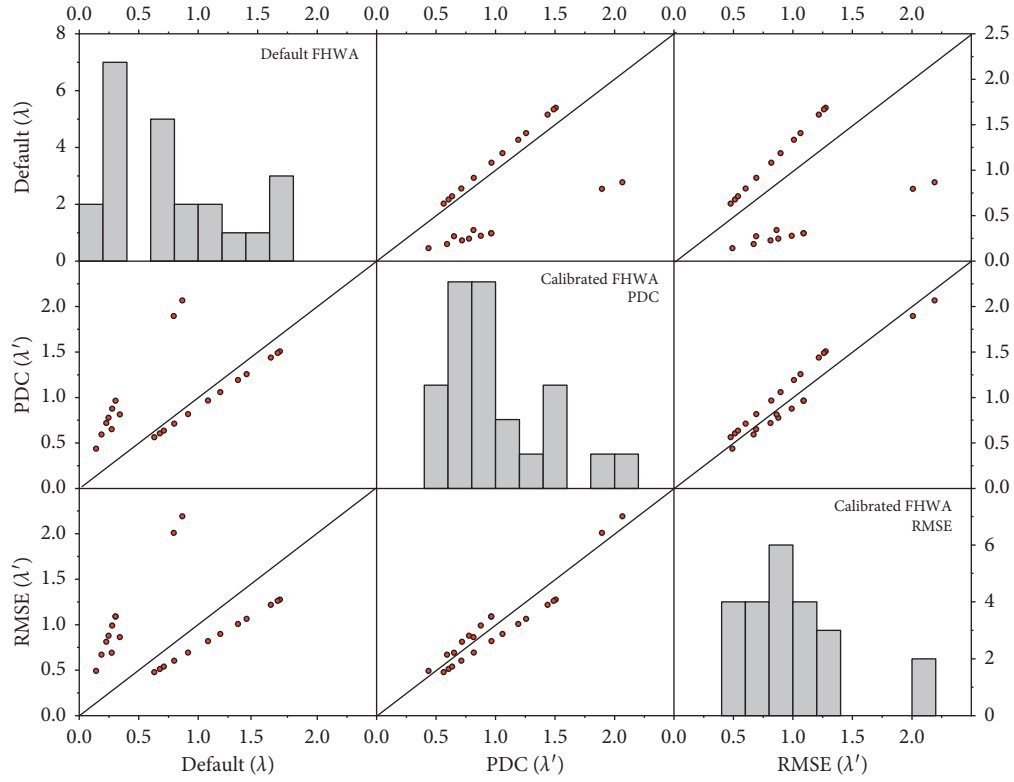 0.0 0.5 1.0 1.5 2.0 0.0 0.5 1.0 1.5 2.0 0.0 0.5 1.0 1.5 2.0
8 2.5
Default FHWA
6 2.0
1.5
Default (λ)
4
1.0
2 0.5
0 0.0
Calibrated FHWA
PDC
2.0 2.0
1.5 1.5
PDC (λ′)
1.0 1.0
0.5 0.5
0.0 0.0
Calibrated FHWA
RMSE
2.0 6
1.5
RMSE (λ′)
4
1.0
0.5 2
0.0 0
0.0 0.5 1.0 1.5 2.0 0.0 0.5 1.0 1.5 2.0 0.0 0.5 1.0 1.5 2.0
Default (λ) PDC (λ′) RMSE (λ′)